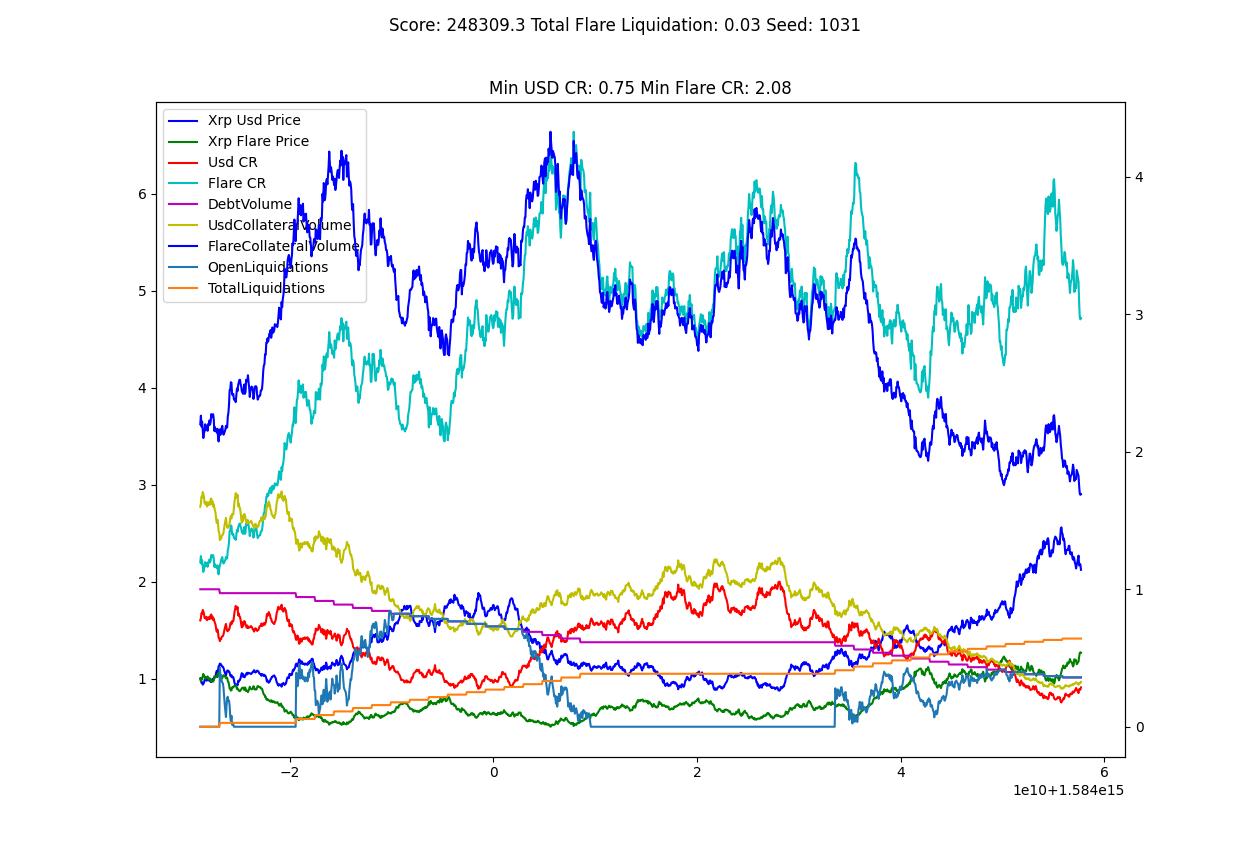 Score: 248309.3 Total Flare Liquidation: 0.03 Seed: 1031
Min USD CR: 0.75 Min Flare CR: 2.08
Xrp Usd Price
Xrp Flare Price
Usd CR
Flare CR
DebtVolume
UsdCollateralVolume
FlareCollateralVolume
OpenLiquidations
TotalLiquidations
6
5
4
3
2
1
4
3
2
1
0
−2
0
2
4
6
1e10+1.584e15